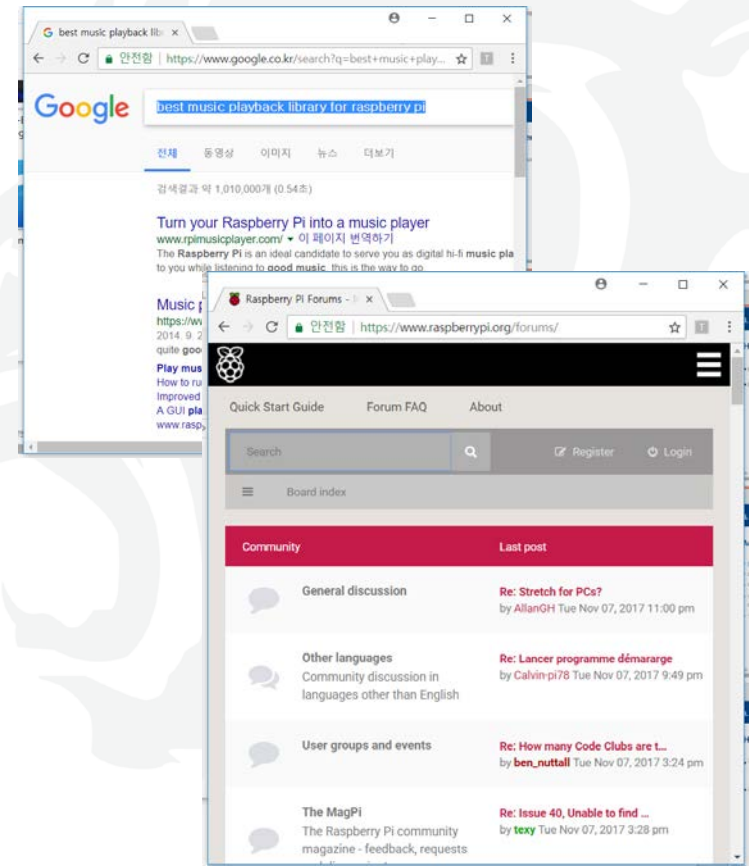 best music playback lib
안전함 | https://www.google.co.kr/search?q=best+music+play...
Google
best music playback library for raspberry pi
전체 동영상 이미지 뉴스 더보기
검색결과 약 1,010,000개 (0.54초)
Turn your Raspberry Pi into a music player
www.rpimusicplayer.com/ 이 페이지 번역하기
The Raspberry Pi is an ideal candidate to serve you as digital hi-fi music pla
to you while listening to good music, this is the way to go.
Music
https://w
2014. 9. 2
quite goo
Play mus
How to ru
Improved
A GUI pla
www.rasp
Raspberry Pi Forums -
안전함 | https://www.raspberrypi.org/forums/
Quick Start Guide Forum FAQ About
Search Register Login
Board index
Community Last post
General discussion
Re: Stretch for PCs?
by AllanGH Tue Nov 07, 2017 11:00 pm
Other languages
Community discussion in
languages other than English
Re: Lancer programme démararge
by Calvin-pi78 Tue Nov 07, 2017 9:49 pm
User groups and events
Re: How many Code Clubs are t...
by ben_nuttall Tue Nov 07, 2017 3:24 pm
The MagPi
The Raspberry Pi community
magazine - feedback, requests
Re: Issue 40, Unable to find ...
by texy Tue Nov 07, 2017 3:28 pm